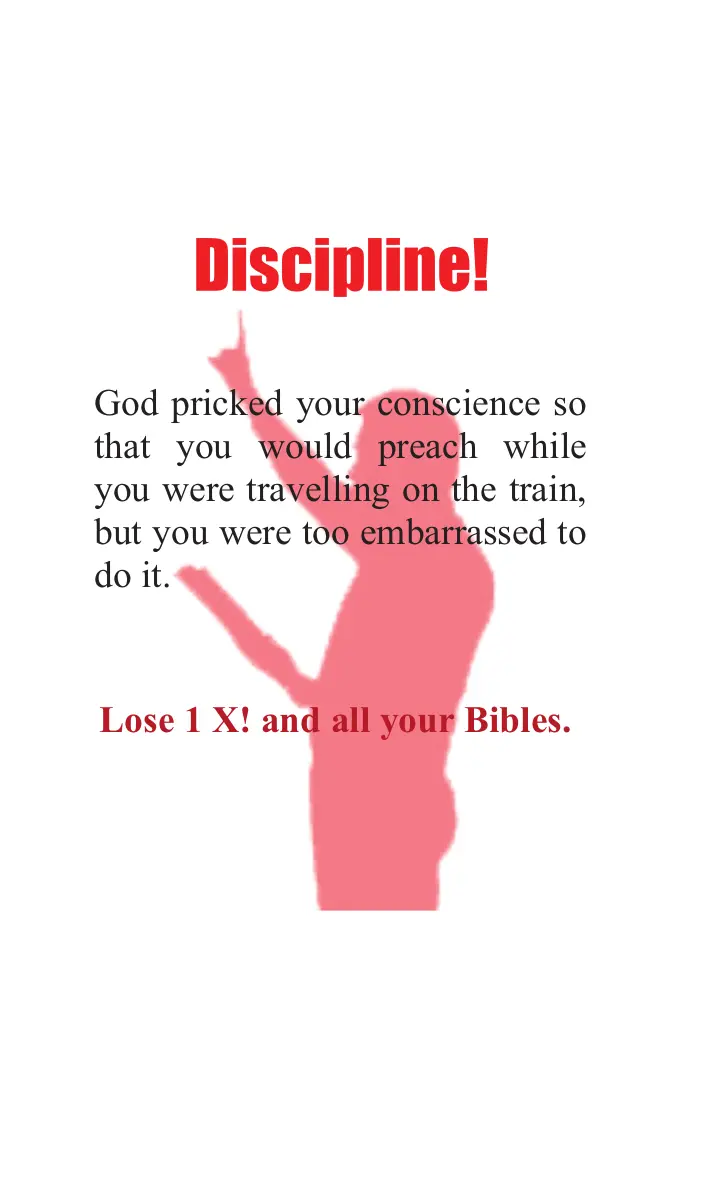 Discipline!
God pricked your conscience so
that you would preach while
you were travelling on the train,
but you were too embarrassed to
do it.
Lose 1 X! and all your Bibles.